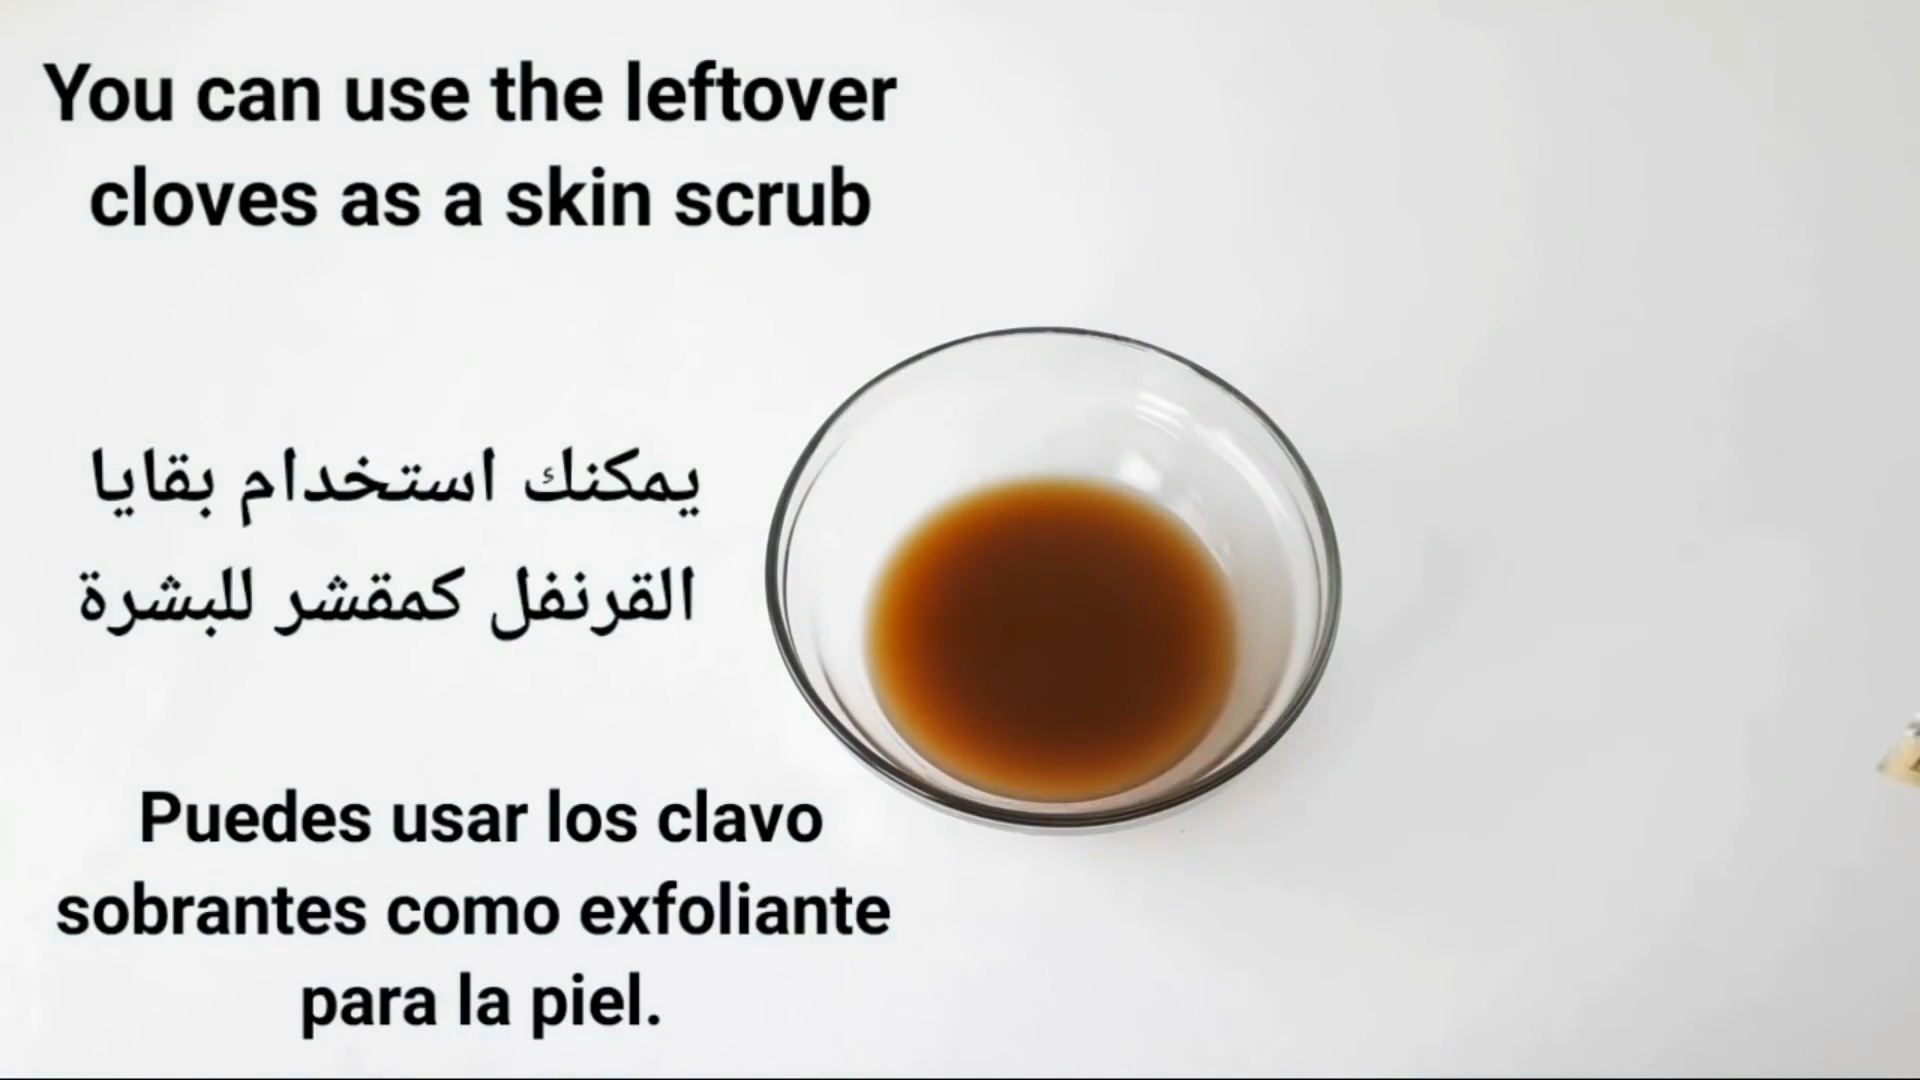 You can use the leftover
cloves as a skin scrub
يمكنك استخدام بقايا
القرنفل كمقشر للبشرة
Puedes usar los clavo
sobrantes como exfoliante
para la piel.